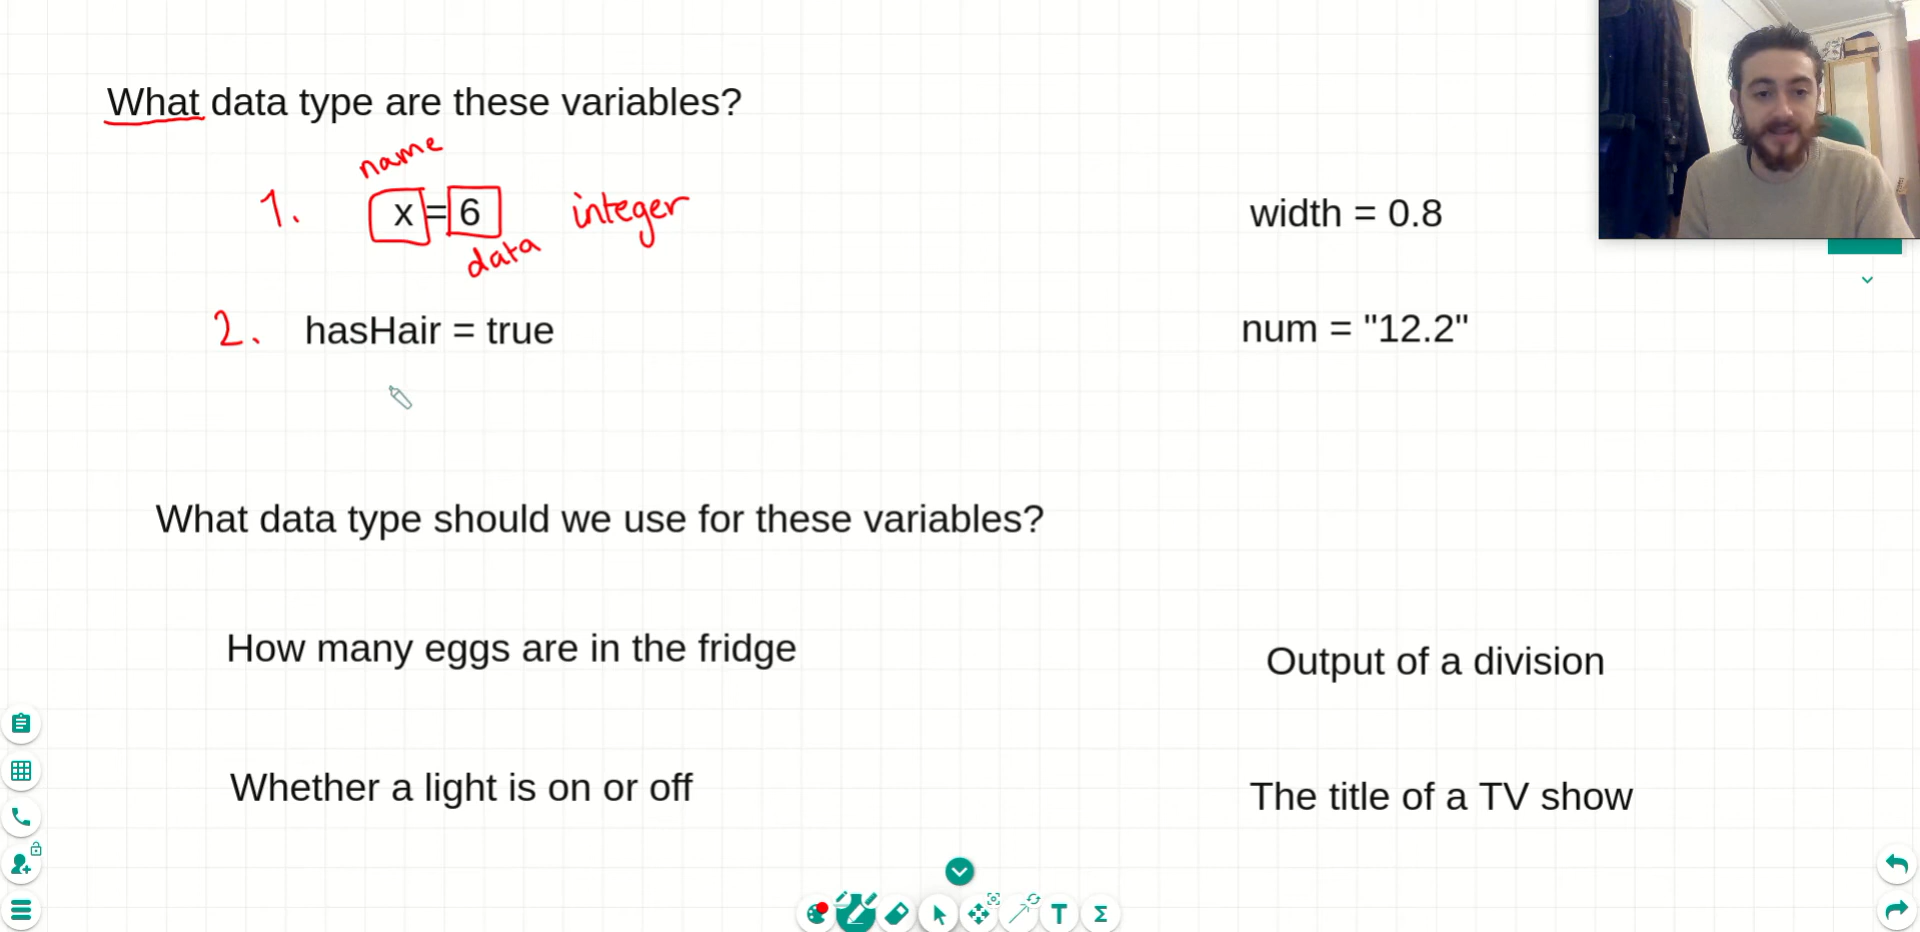 What data type are these variables?
name
1. x = 6 integer
data
width = 0.8
2. hasHair = true
num = "12.2"
What data type should we use for these variables?
How many eggs are in the fridge
Output of a division
Whether a light is on or off
The title of a TV show
T Σ